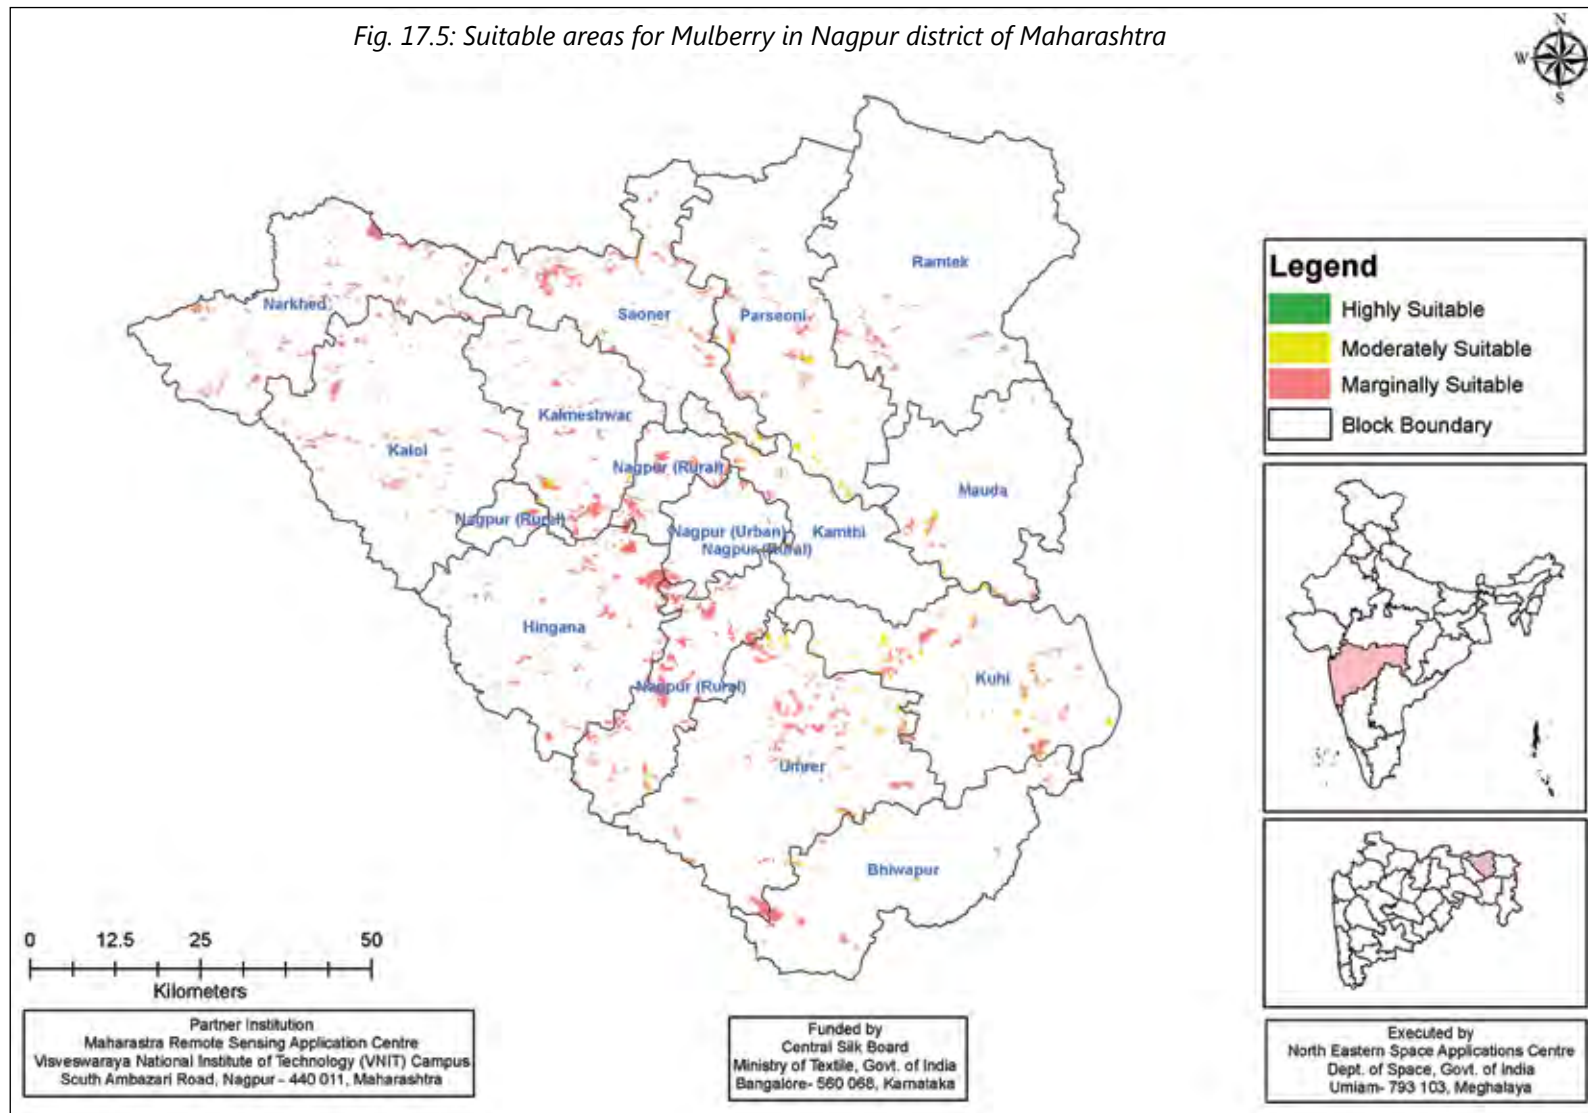 Fig. 17.5: Suitable areas for Mulberry in Nagpur district of Maharashtra
N
W
S
Ramtek
Narkhed
Saoner
Parseoni
Kalmeshwar
Katol
Nagpur (Rural)
Mauda
Nagpur (Rural)
Nagpur (Urban)
Kamthi
Nagpur (Rural)
Hingana
Kuhi
Nagpur (Rural)
Umrer
Bhiwapur
Legend
Highly Suitable
Moderately Suitable
Marginally Suitable
Block Boundary
0 12.5 25 50
Kilometers
Partner Institution
Maharastra Remote Sensing Application Centre
Visveswaraya National Institute of Technology (VNIT) Campus
South Ambazari Road, Nagpur - 440 011, Maharashtra
Funded by
Central Silk Board
Ministry of Textile, Govt. of India
Bangalore- 560 068, Karnataka
Executed by
North Eastern Space Applications Centre
Dept. of Space, Govt. of India
Umiam- 793 103, Meghalaya